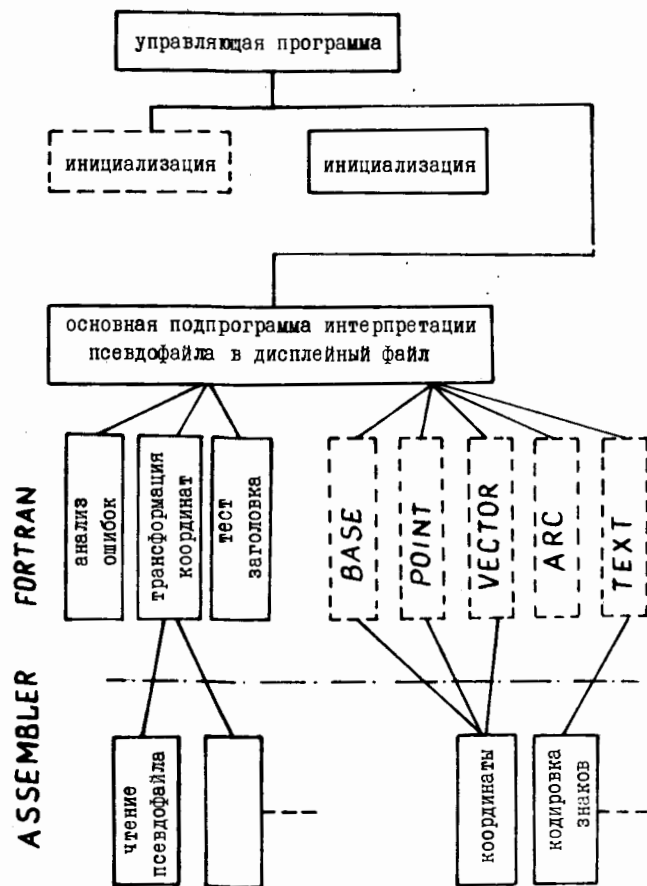 управляющая программа
инициализация
инициализация
основная подпрограмма интерпретации
псевдофайла в дисплейный файл
FORTRAN
анализ
ошибок
трансформация
координат
тест
заголовка
BASE
POINT
VECTOR
ARC
TEXT
ASSEMBLER
чтение
псевдофайла
координаты
кодировка
знаков